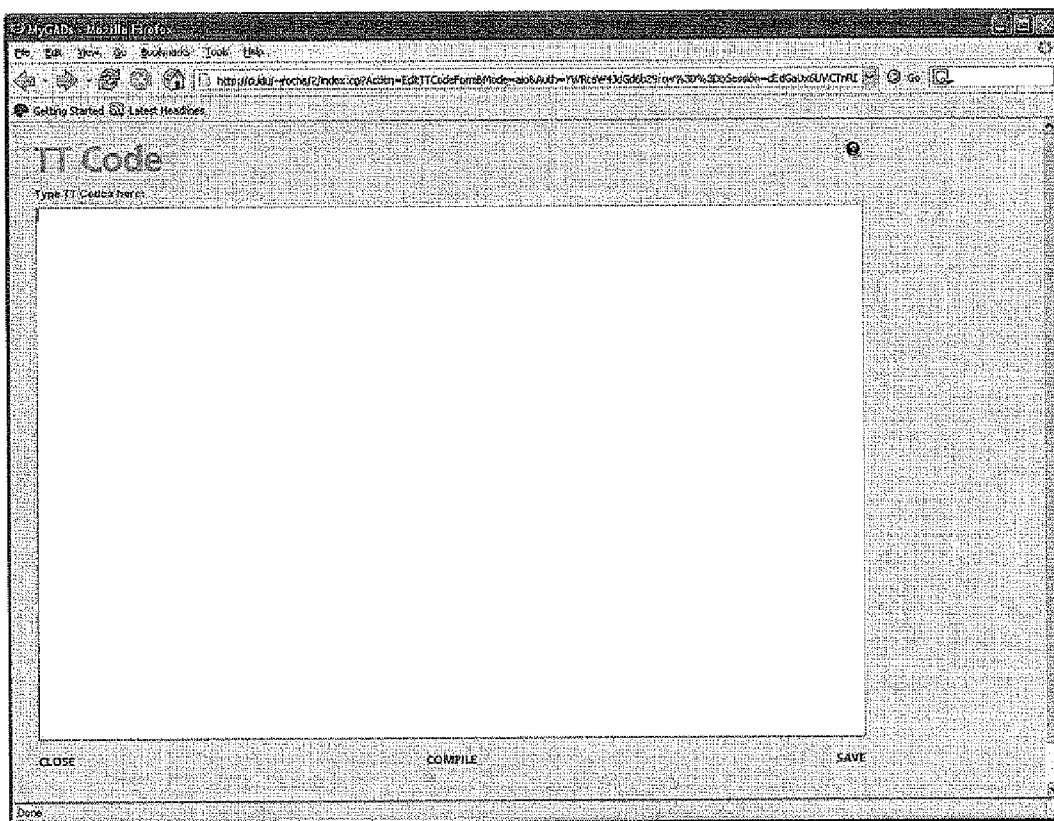 MyGADs - Mozilla Firefox
File Edit View Go Bookmarks Tools Help
Go
Getting Started Latest Headlines
TT Code
Type TT Codes here:
CLOSE COMPILE SAVE
Done